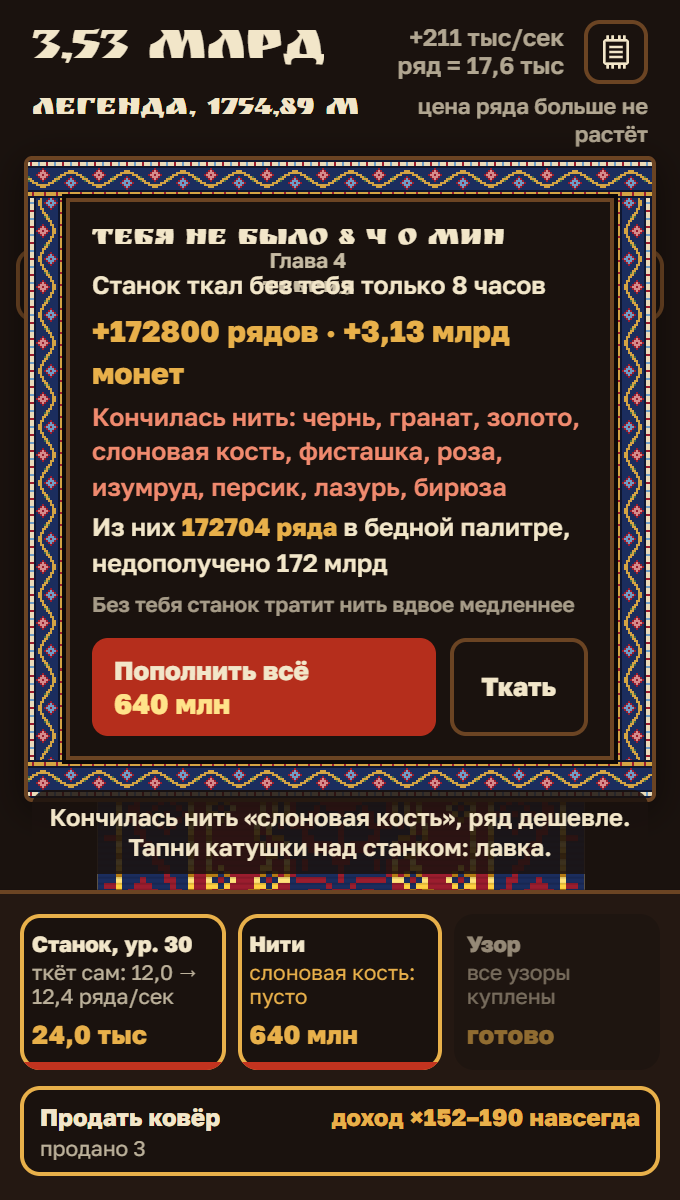 3,53 МЛРД
+211 тыс/сек
ряд = 17,6 тыс
ЛЕГЕНДА, 1754,89 М
цена ряда больше не
растёт
ТЕБЯ НЕ БЫЛО 8 Ч 0 МИН
Глава 4
Станок ткал без тебя только 8 часов
+172800 рядов · +3,13 млрд
монет
Кончилась нить: чернь, гранат, золото,
слоновая кость, фисташка, роза,
изумруд, персик, лазурь, бирюза
Из них 172704 ряда в бедной палитре,
недополучено 172 млрд
Без тебя станок тратит нить вдвое медленнее
Пополнить всё
640 млн
Ткать
Кончилась нить «слоновая кость», ряд дешевле.
Тапни катушки над станком: лавка.
Станок, ур. 30
ткёт сам: 12,0 →
12,4 ряда/сек
24,0 тыс
Нити
слоновая кость:
пусто
640 млн
Узор
все узоры
куплены
готово
Продать ковёр
доход ×152–190 навсегда
продано 3